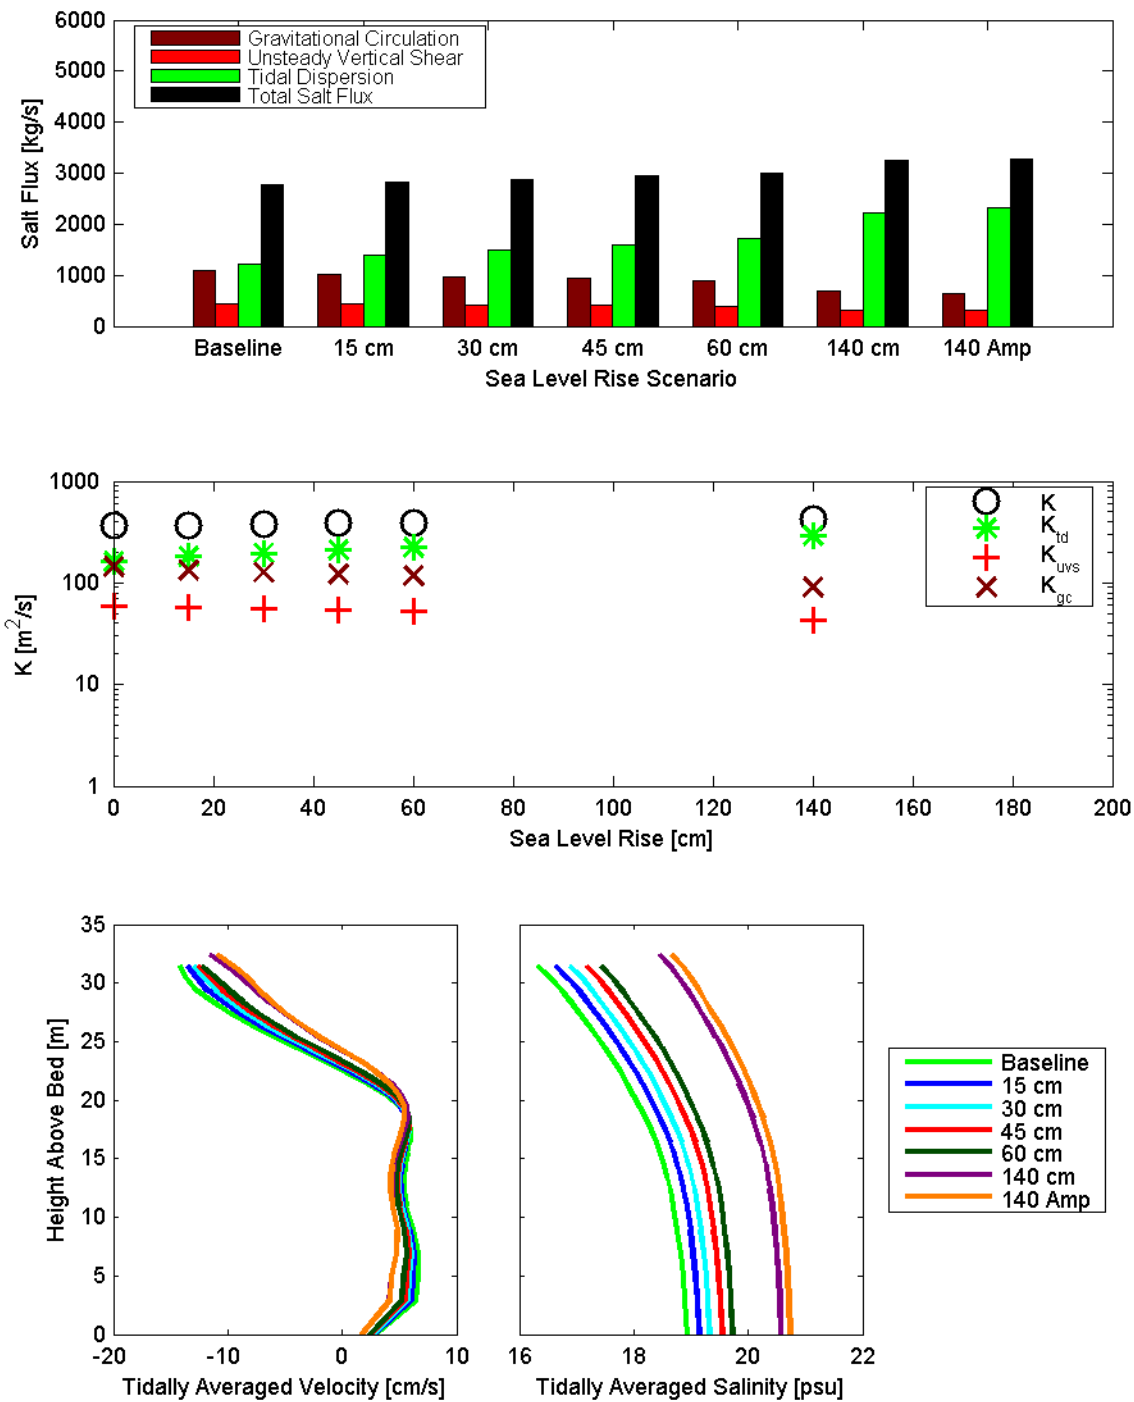 6000
5000
4000
3000
2000
1000
0
Salt Flux [kg/s]
Gravitational Circulation
Unsteady Vertical Shear
Tidal Dispersion
Total Salt Flux
Baseline 15 cm 30 cm 45 cm 60 cm 140 cm 140 Amp
Sea Level Rise Scenario
1000
100
10
1
K [m2/s]
K
Ktd
Kuvs
Kgc
0 20 40 60 80 100 120 140 160 180 200
Sea Level Rise [cm]
35
30
25
20
15
10
5
0
Height Above Bed [m]
-20 -10 0 10
Tidally Averaged Velocity [cm/s]
16 18 20 22
Tidally Averaged Salinity [psu]
Baseline
15 cm
30 cm
45 cm
60 cm
140 cm
140 Amp